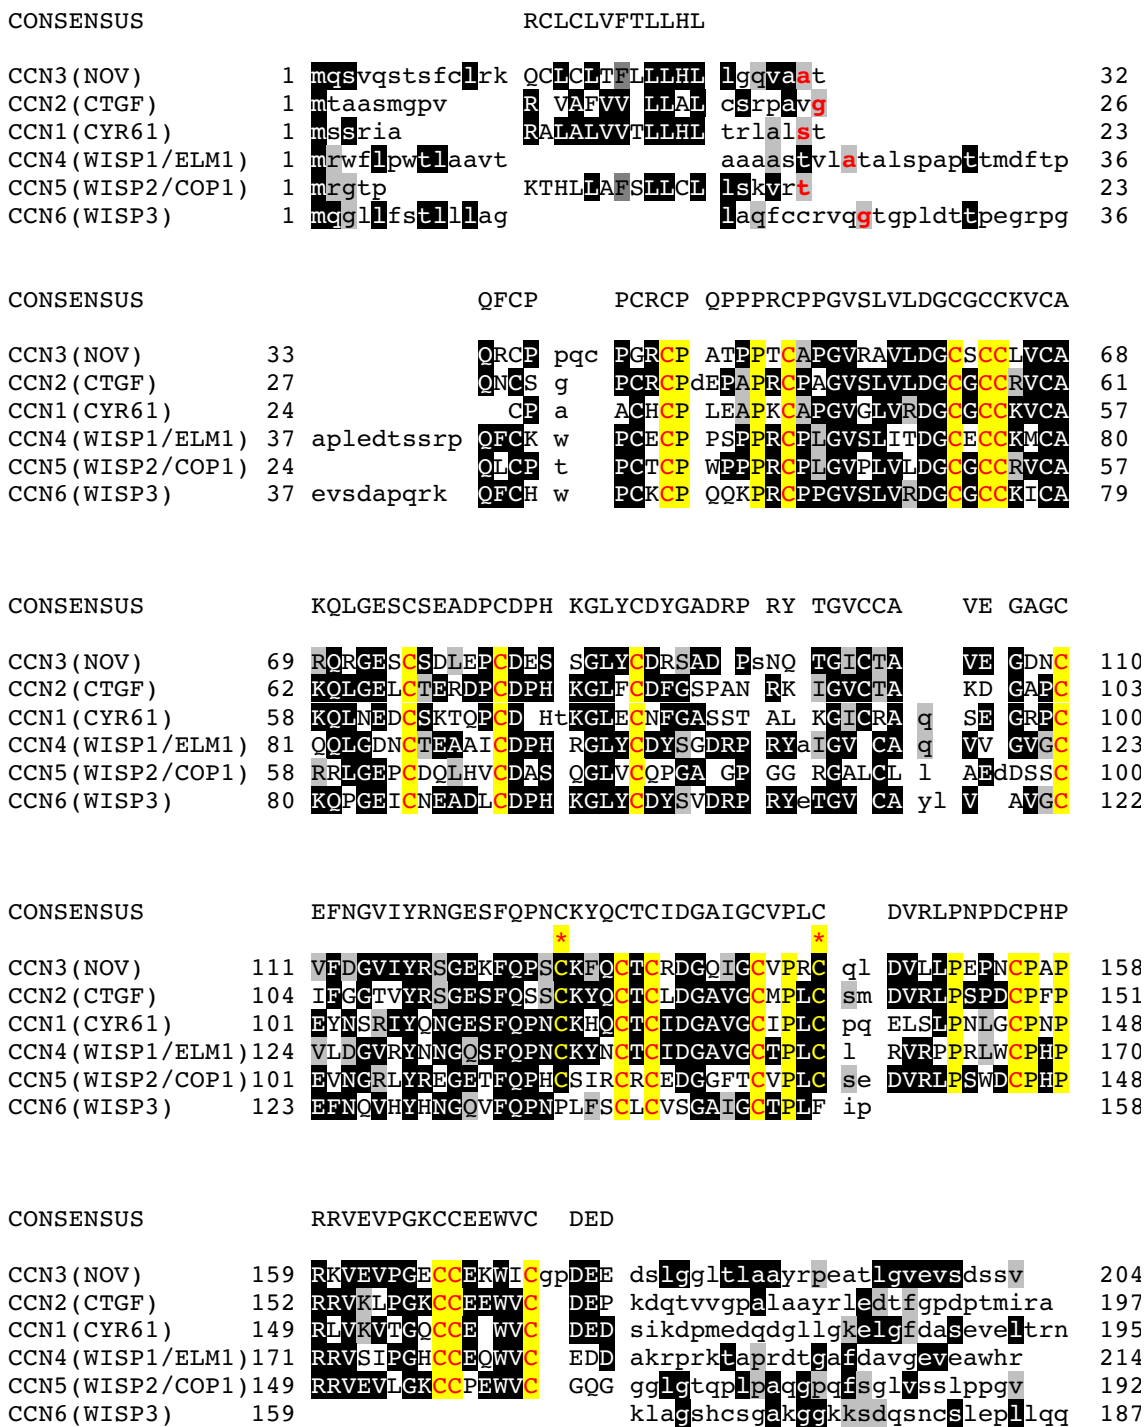 CONSENSUS RCLCLVFTLLHL
CCN3(NOV) 1 mqsvqstsfclrk QCLCLTFLLLHL lgqvaat 32
CCN2(CTGF) 1 mtaasmgpv R VAFVV LLAL csrpavg 26
CCN1(CYR61) 1 mssria RALALVVTLLHL trlalst 23
CCN4(WISP1/ELM1) 1 mrwflpwtlaavt aaaastvlatalspapttmdftp 36
CCN5(WISP2/COP1) 1 mrgtp KTHLLAFSLLCL lskvrt 23
CCN6(WISP3) 1 mqgllfstlllag laqfccrvqgtgpldttpegrpg 36
CONSENSUS QFCP PCRCP QPPPRCPPGVSLVLDGCGCCKVCA
CCN3(NOV) 33 QRCP pqc PGRCP ATPPTCAPGVRAVLDGCSCCLVCA 68
CCN2(CTGF) 27 QNCS g PCRCPdEPAPRCPAGVSLVLDGCGCCRVCA 61
CCN1(CYR61) 24 CP a ACHCP LEAPKCAPGVGLVRDGCGCCKVCA 57
CCN4(WISP1/ELM1) 37 apledtssrp QFCK w PCECP PSPPRCPLGVSLITDGCECCKMCA 80
CCN5(WISP2/COP1) 24 QLCP t PCTCP WPPPRCPLGVPLVLDGCGCCRVCA 57
CCN6(WISP3) 37 evsdapqrk QFCH w PCKCP QQKPRCPPGVSLVRDGCGCCKICA 79
CONSENSUS KQLGESCSEADPCDPH KGLYCDYGADRP RY TGVCCA VE GAGC
CCN3(NOV) 69 RQRGESCSDLEPCDES SGLYCDRSAD PsNQ TGICTA VE GDNC 110
CCN2(CTGF) 62 KQLGELCTERDPCDPH KGLFCDFGSPAN RK IGVCTA KD GAPC 103
CCN1(CYR61) 58 KQLNEDCSKTQPCD HtKGLECNFGASST AL KGICRA q SE GRPC 100
CCN4(WISP1/ELM1) 81 QQLGDNCTEAAICDPH RGLYCDYSGDRP RYaIGV CA q VV GVGC 123
CCN5(WISP2/COP1) 58 RRLGEPCDQLHVCDAS QGLVCQPGA GP GG RGALCL l AEdDSSC 100
CCN6(WISP3) 80 KQPGEICNEADLCDPH KGLYCDYSVDRP RYeTGV CA yl V AVGC 122
CONSENSUS EFNGVIYRNGESFQPNCKYQCTCIDGAIGCVPLC DVRLPNPDCPHP
* *
CCN3(NOV) 111 VFDGVIYRSGEKFQPSCKFQCTCRDGQIGCVPRC ql DVLLPEPNCPAP 158
CCN2(CTGF) 104 IFGGTVYRSGESFQSSCKYQCTCLDGAVGCMPLC sm DVRLPSPDCPFP 151
CCN1(CYR61) 101 EYNSRIYQNGESFQPNCKHQCTCIDGAVGCIPLC pq ELSLPNLGCPNP 148
CCN4(WISP1/ELM1)124 VLDGVRYNNGQSFQPNCKYNCTCIDGAVGCTPLC l RVRPPRLWCPHP 170
CCN5(WISP2/COP1)101 EVNGRLYREGETFQPHCSIRCRCEDGGFTCVPLC se DVRLPSWDCPHP 148
CCN6(WISP3) 123 EFNQVHYHNGQVFQPNPLFSCLCVSGAIGCTPLF ip 158
CONSENSUS RRVEVPGKCCEEWVC DED
CCN3(NOV) 159 RKVEVPGECCEKWICgpDEE dslggltlaayrpeatlgvevsdssv 204
CCN2(CTGF) 152 RRVKLPGKCCEEWVC DEP kdqtvvgpalaayrledtfgpdptmira 197
CCN1(CYR61) 149 RLVKVTGQCCE WVC DED sikdpmedqdgllgkelgfdaseveltrn 195
CCN4(WISP1/ELM1)171 RRVSIPGHCCEQWVC EDD akrprktaprdtgafdavgeveawhr 214
CCN5(WISP2/COP1)149 RRVEVLGKCCPEWVC GQG gglgtqplpaqgpqfsglvsslppgv 192
CCN6(WISP3) 159 klagshcsgakggkksdqsncslepllqq 187